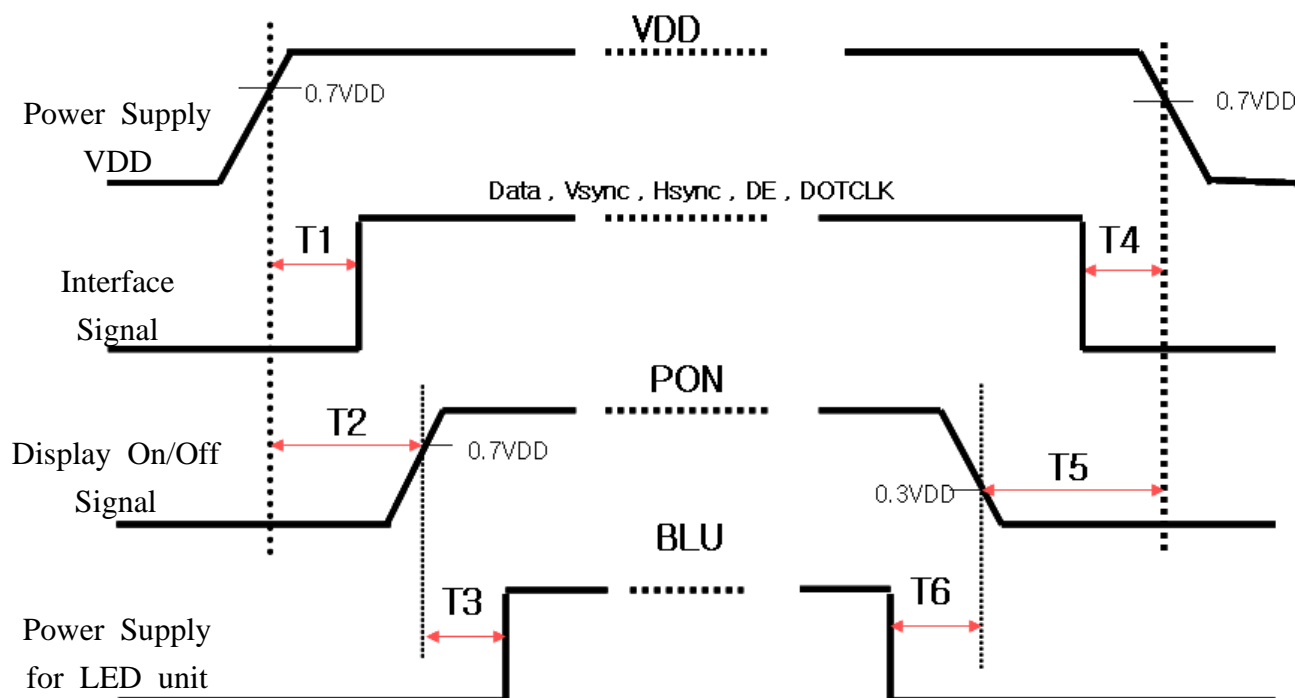 VDD
0.7VDD
0.7VDD
Power Supply
VDD
Data , Vsync , Hsync , DE , DOTCLK
T1
T4
Interface
Signal
PON
T2
0.7VDD
Display On/Off
Signal
0.3VDD
T5
BLU
T3
T6
Power Supply
for LED unit